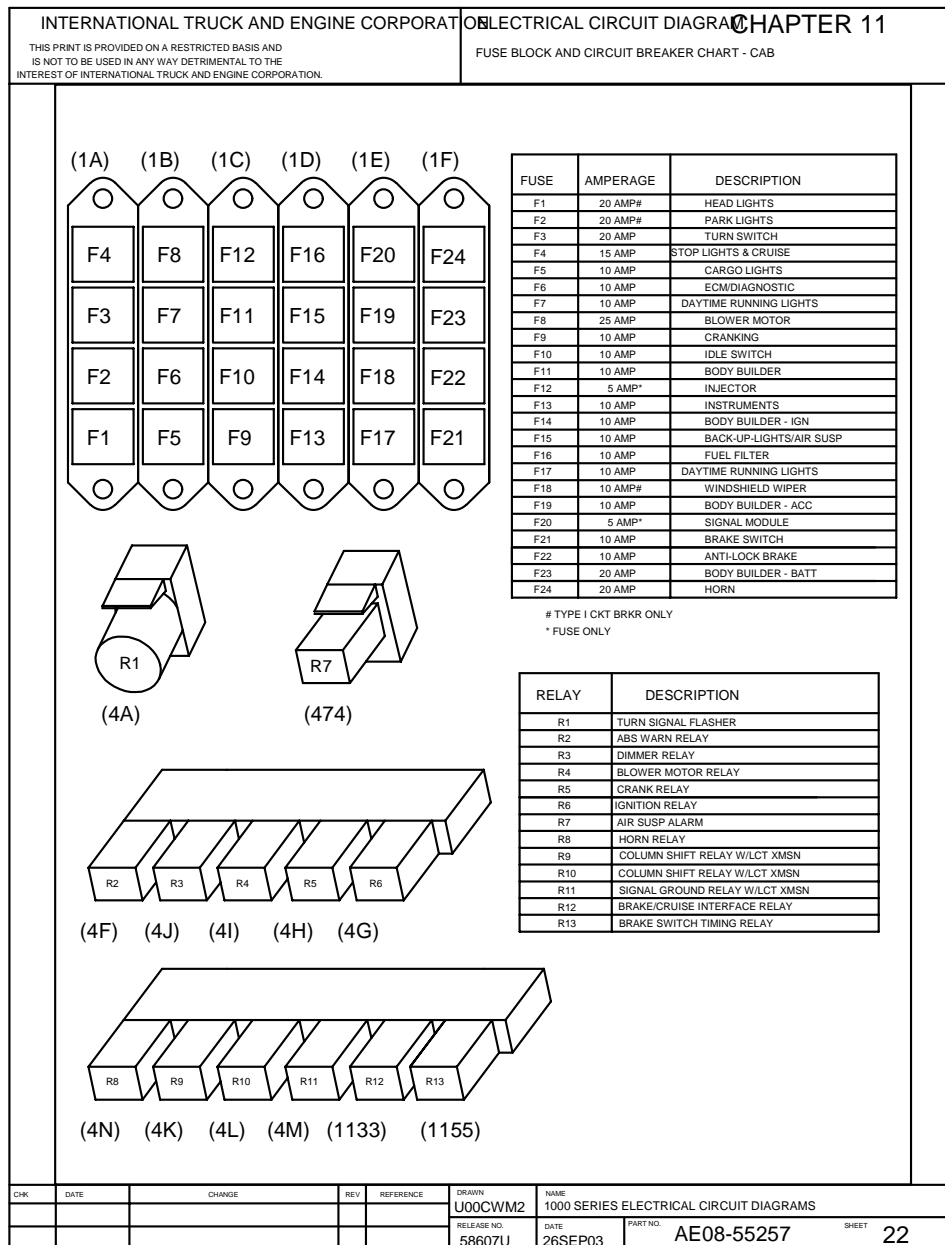 INTERNATIONAL TRUCK AND ENGINE CORPORATION
THIS PRINT IS PROVIDED ON A RESTRICTED BASIS AND
IS NOT TO BE USED IN ANY WAY DETRIMENTAL TO THE
INTEREST OF INTERNATIONAL TRUCK AND ENGINE CORPORATION.
ELECTRICAL CIRCUIT DIAGRAM
CHAPTER 11
FUSE BLOCK AND CIRCUIT BREAKER CHART - CAB
(1A) (1B) (1C) (1D) (1E) (1F)
F4 F8 F12 F16 F20 F24
F3 F7 F11 F15 F19 F23
F2 F6 F10 F14 F18 F22
F1 F5 F9 F13 F17 F21
R1
(4A)
R7
(474)
R2 R3 R4 R5 R6
(4F) (4J) (4I) (4H) (4G)
R8 R9 R10 R11 R12 R13
(4N) (4K) (4L) (4M) (1133) (1155)
FUSE AMPERAGE DESCRIPTION
F1 20 AMP# HEAD LIGHTS
F2 20 AMP# PARK LIGHTS
F3 20 AMP TURN SWITCH
F4 15 AMP STOP LIGHTS & CRUISE
F5 10 AMP CARGO LIGHTS
F6 10 AMP ECM/DIAGNOSTIC
F7 10 AMP DAYTIME RUNNING LIGHTS
F8 25 AMP BLOWER MOTOR
F9 10 AMP CRANKING
F10 10 AMP IDLE SWITCH
F11 10 AMP BODY BUILDER
F12 5 AMP* INJECTOR
F13 10 AMP INSTRUMENTS
F14 10 AMP BODY BUILDER - IGN
F15 10 AMP BACK-UP-LIGHTS/AIR SUSP
F16 10 AMP FUEL FILTER
F17 10 AMP DAYTIME RUNNING LIGHTS
F18 10 AMP# WINDSHIELD WIPER
F19 10 AMP BODY BUILDER - ACC
F20 5 AMP* SIGNAL MODULE
F21 10 AMP BRAKE SWITCH
F22 10 AMP ANTI-LOCK BRAKE
F23 20 AMP BODY BUILDER - BATT
F24 20 AMP HORN
# TYPE I CKT BRKR ONLY
* FUSE ONLY
RELAY DESCRIPTION
R1 TURN SIGNAL FLASHER
R2 ABS WARN RELAY
R3 DIMMER RELAY
R4 BLOWER MOTOR RELAY
R5 CRANK RELAY
R6 IGNITION RELAY
R7 AIR SUSP ALARM
R8 HORN RELAY
R9 COLUMN SHIFT RELAY W/LCT XMSN
R10 COLUMN SHIFT RELAY W/LCT XMSN
R11 SIGNAL GROUND RELAY W/LCT XMSN
R12 BRAKE/CRUISE INTERFACE RELAY
R13 BRAKE SWITCH TIMING RELAY
CHK DATE CHANGE REV REFERENCE
DRAWN
U00CWM2
NAME
1000 SERIES ELECTRICAL CIRCUIT DIAGRAMS
RELEASE NO.
58607U
DATE
26SEP03
PART NO.
AE08-55257
SHEET
22